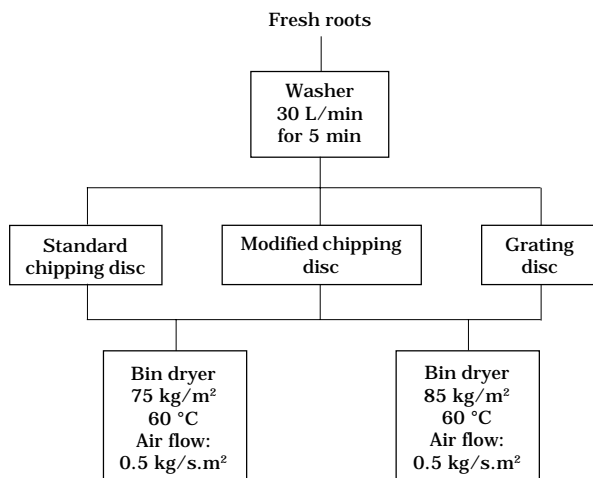 Fresh roots
Washer
30 L/min
for 5 min
Standard
chipping disc
Modified chipping
disc
Grating
disc
Bin dryer
75 kg/m²
60 °C
Air flow:
0.5 kg/s.m²
Bin dryer
85 kg/m²
60 °C
Air flow:
0.5 kg/s.m²